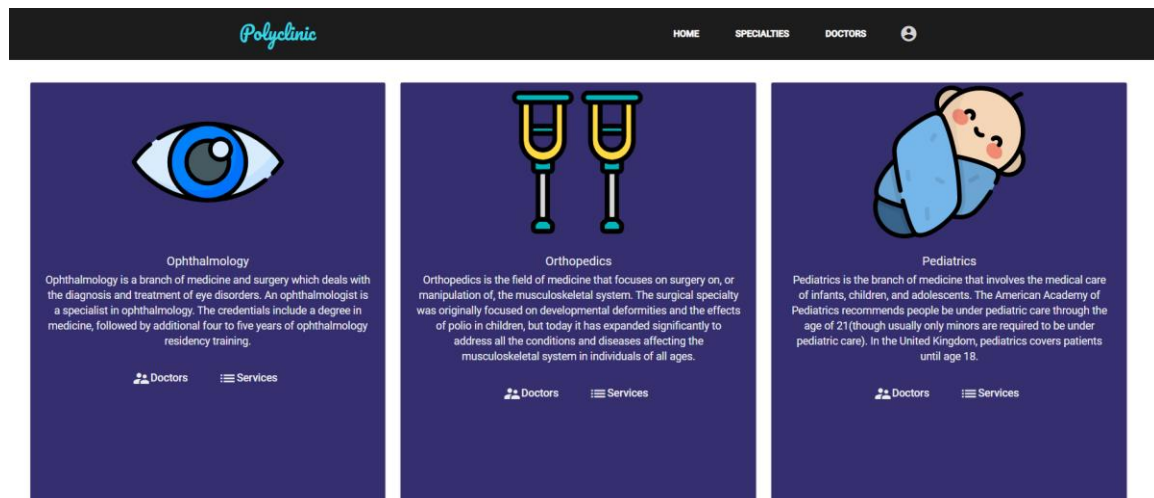 Polyclinic
HOME SPECIALTIES DOCTORS
Ophthalmology
Ophthalmology is a branch of medicine and surgery which deals with
the diagnosis and treatment of eye disorders. An ophthalmologist is
a specialist in ophthalmology. The credentials include a degree in
medicine, followed by additional four to five years of ophthalmology
residency training.
Doctors Services
Orthopedics
Orthopedics is the field of medicine that focuses on surgery on, or
manipulation of, the musculoskeletal system. The surgical specialty
was originally focused on developmental deformities and the effects
of polio in children, but today it has expanded significantly to
address all the conditions and diseases affecting the
musculoskeletal system in individuals of all ages.
Doctors Services
Pediatrics
Pediatrics is the branch of medicine that involves the medical care
of infants, children, and adolescents. The American Academy of
Pediatrics recommends people be under pediatric care through the
age of 21(though usually only minors are required to be under
pediatric care). In the United Kingdom, pediatrics covers patients
until age 18.
Doctors Services